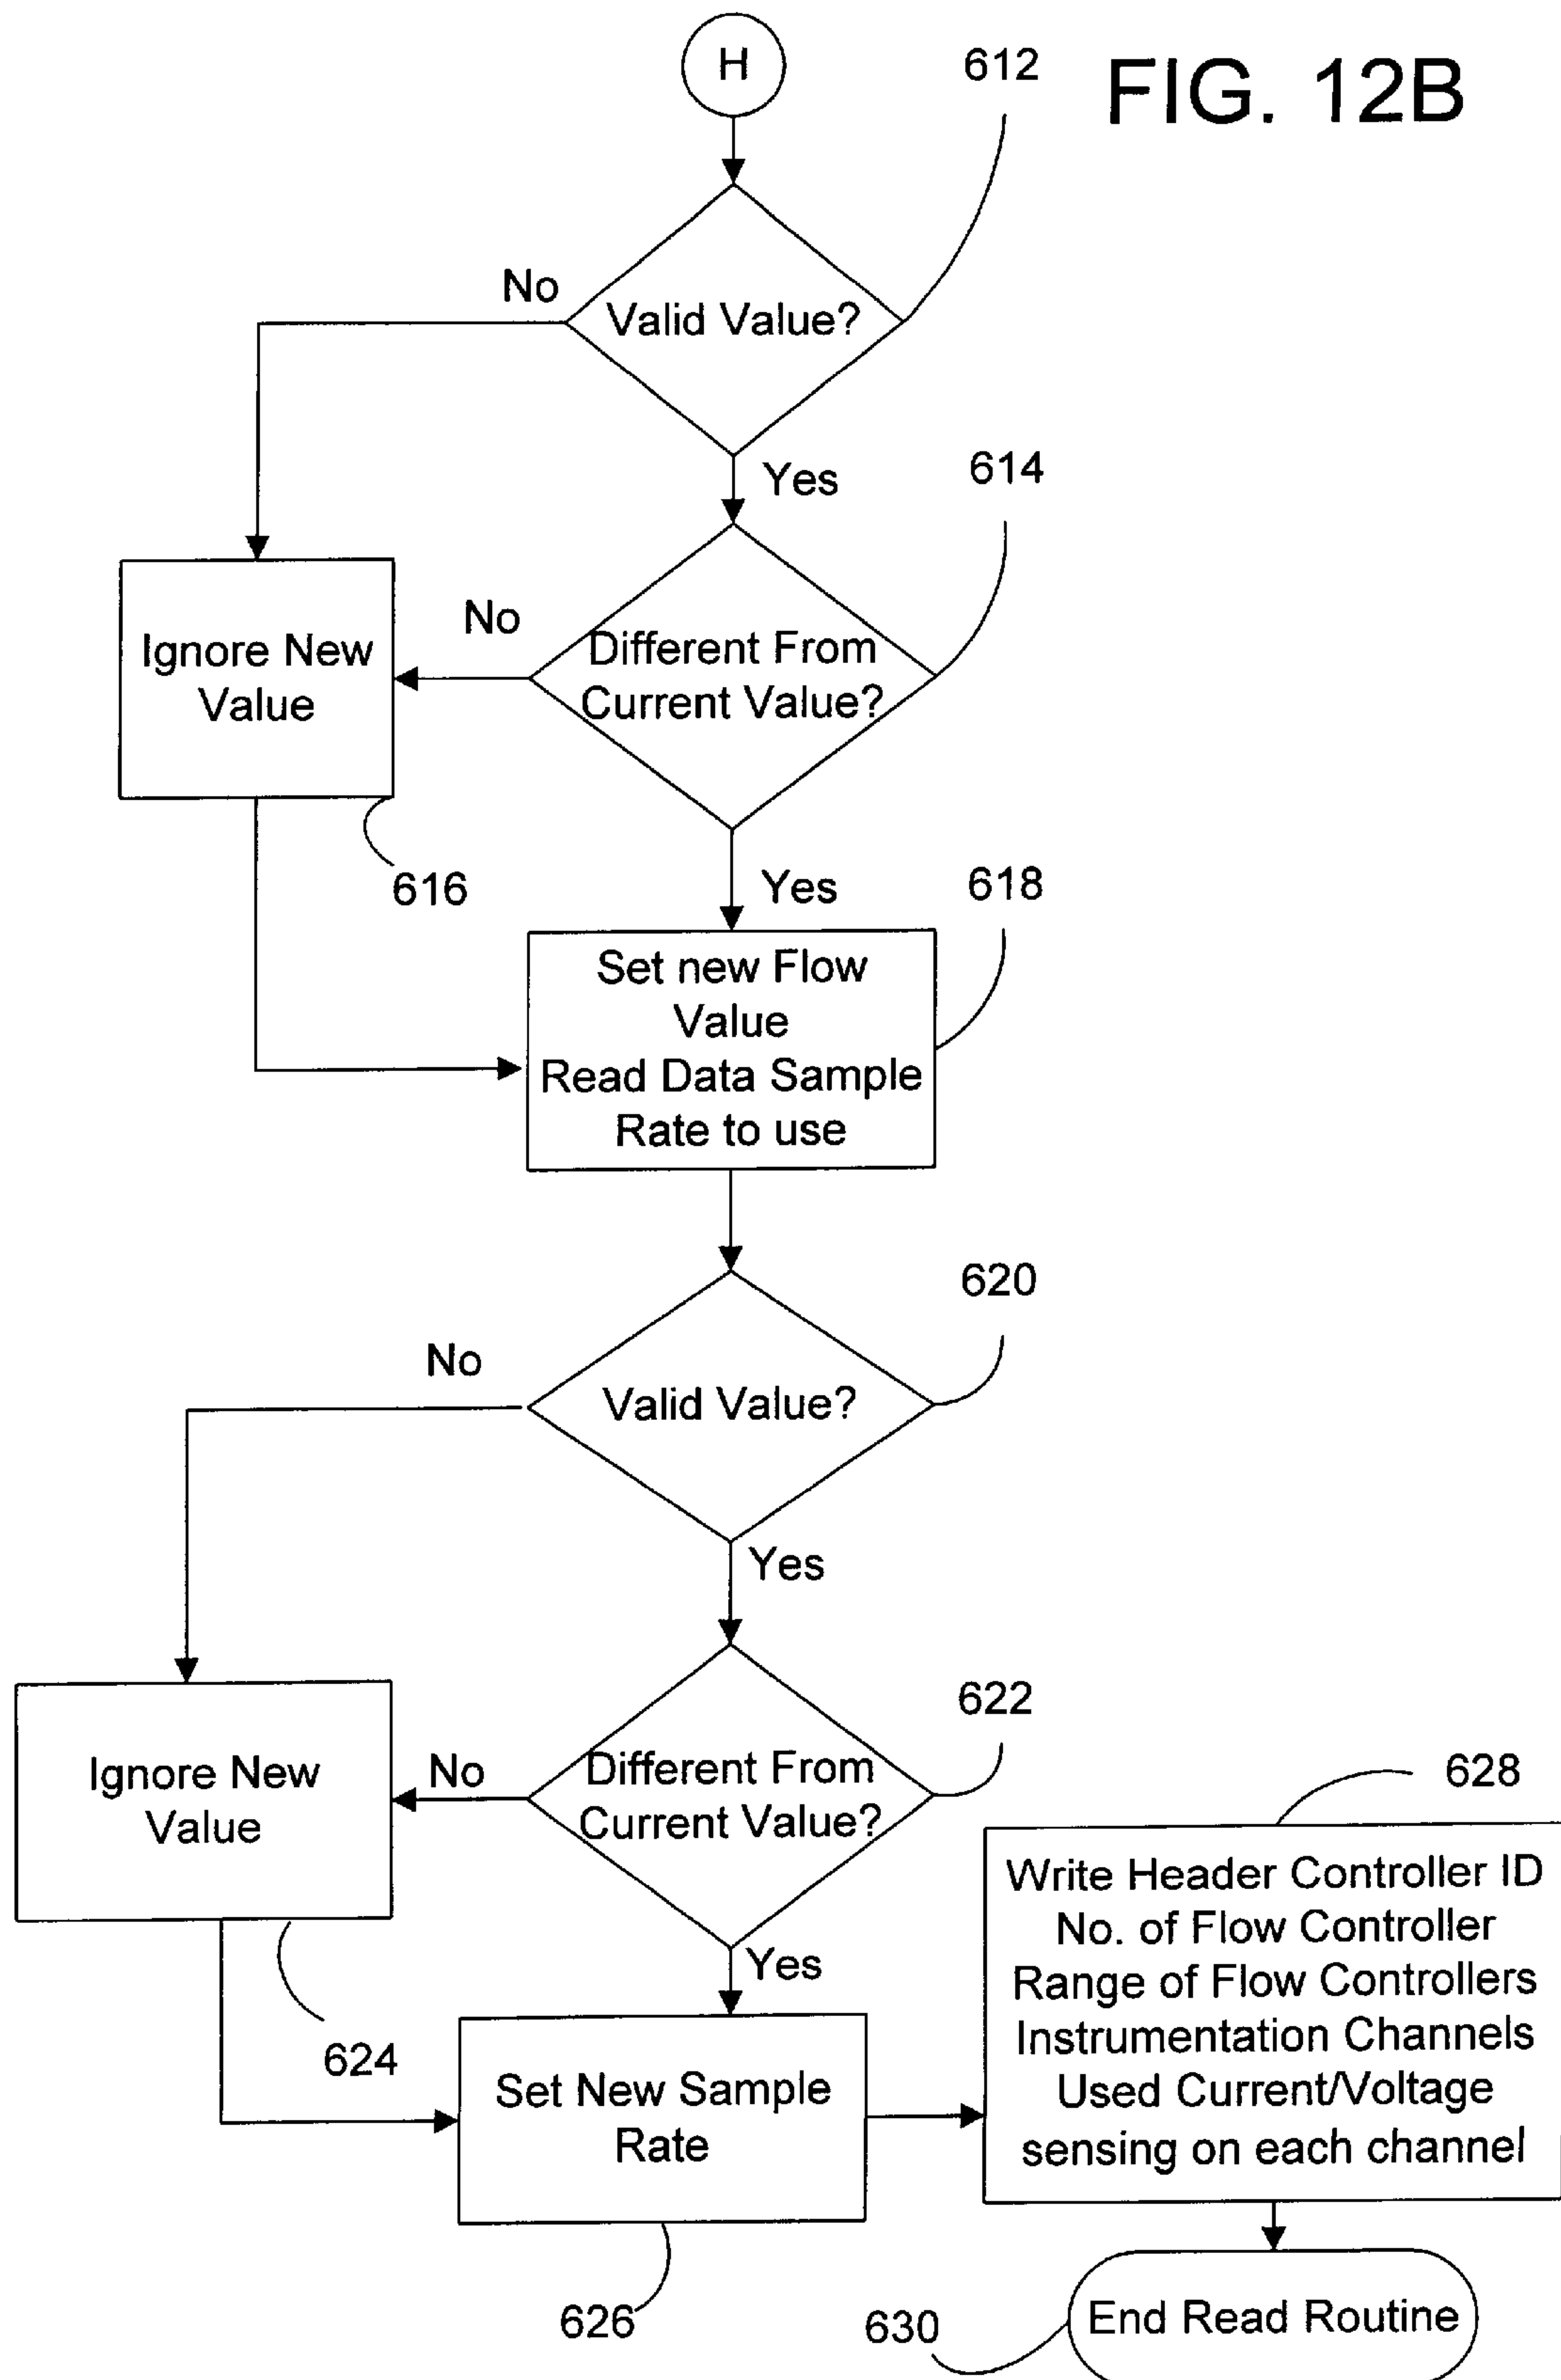 H
612
FIG. 12B
No
Valid Value?
Yes
614
No
Different From
Current Value?
Ignore New
Value
616
Yes
618
Set new Flow
Value
Read Data Sample
Rate to use
620
No
Valid Value?
Yes
622
Ignore New
Value
No
Different From
Current Value?
628
Write Header Controller ID
No. of Flow Controller
Range of Flow Controllers
Instrumentation Channels
Used Current/Voltage
sensing on each channel
Yes
624
Set New Sample
Rate
626
630
End Read Routine